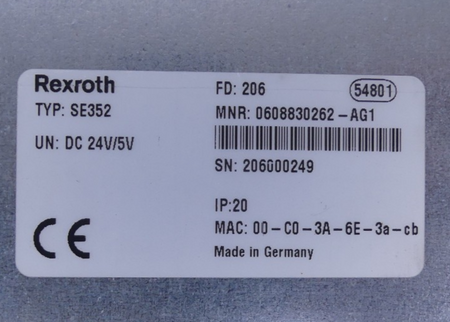 Rexroth
TYP: SE352
UN: DC 24V/5V
FD: 206
54801
MNR: 0608830262-AG1
SN: 206000249
IP:20
MAC: 00-C0-3A-6E-3a-cb
Made in Germany
CE